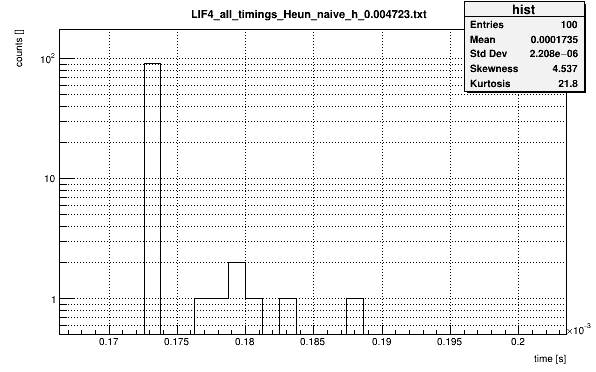 LIF4_all_timings_Heun_naive_h_0.004723.txt
hist
Entries 100
Mean 0.0001735
Std Dev 2.208e−06
Skewness 4.537
Kurtosis 21.8
counts []
10²
10
1
0.17 0.175 0.18 0.185 0.19 0.195 0.2
×10⁻³
time [s]